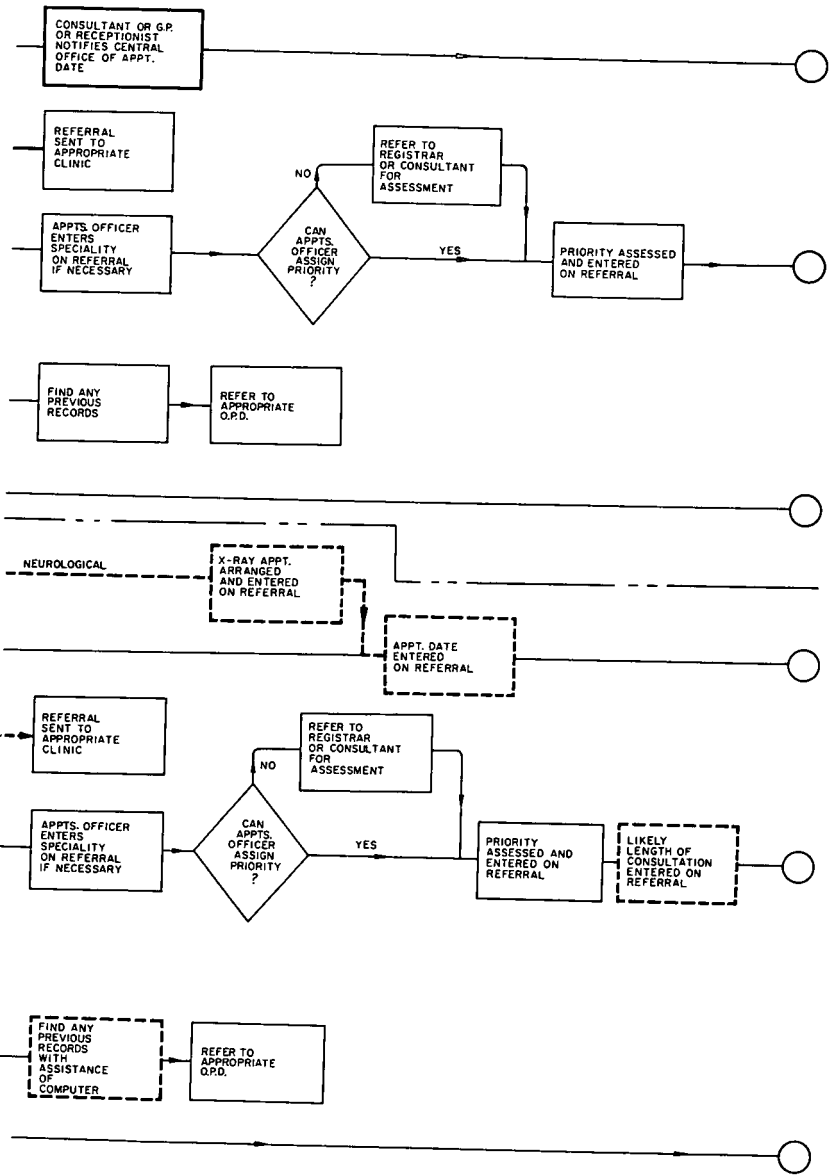 CONSULTANT OR G.P.
OR RECEPTIONIST
NOTIFIES CENTRAL
OFFICE OF APPT.
DATE
REFERRAL
SENT TO
APPROPRIATE
CLINIC
REFER TO
REGISTRAR
OR CONSULTANT
FOR
ASSESSMENT
NO
APPTS. OFFICER
ENTERS
SPECIALITY
ON REFERRAL
IF NECESSARY
CAN
APPTS.
OFFICER
ASSIGN
PRIORITY
?
YES
PRIORITY ASSESSED
AND ENTERED
ON REFERRAL
FIND ANY
PREVIOUS
RECORDS
REFER TO
APPROPRIATE
O.P.D.
NEUROLOGICAL
X-RAY APPT.
ARRANGED
AND ENTERED
ON REFERRAL
APPT. DATE
ENTERED
ON REFERRAL
REFERRAL
SENT TO
APPROPRIATE
CLINIC
REFER TO
REGISTRAR
OR CONSULTANT
FOR
ASSESSMENT
NO
APPTS. OFFICER
ENTERS
SPECIALITY
ON REFERRAL
IF NECESSARY
CAN
APPTS.
OFFICER
ASSIGN
PRIORITY
?
YES
PRIORITY
ASSESSED AND
ENTERED ON
REFERRAL
LIKELY
LENGTH OF
CONSULTATION
ENTERED ON
REFERRAL
FIND ANY
PREVIOUS
RECORDS
WITH
ASSISTANCE
OF
COMPUTER
REFER TO
APPROPRIATE
O.P.D.